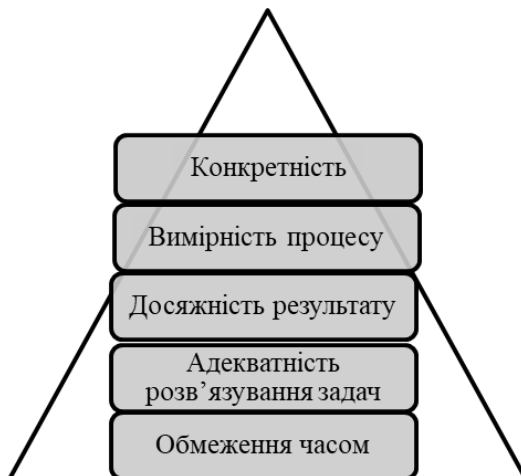 Конкретність
Вимірність процесу
Досяжність результату
Адекватність
розв’язування задач
Обмеження часом